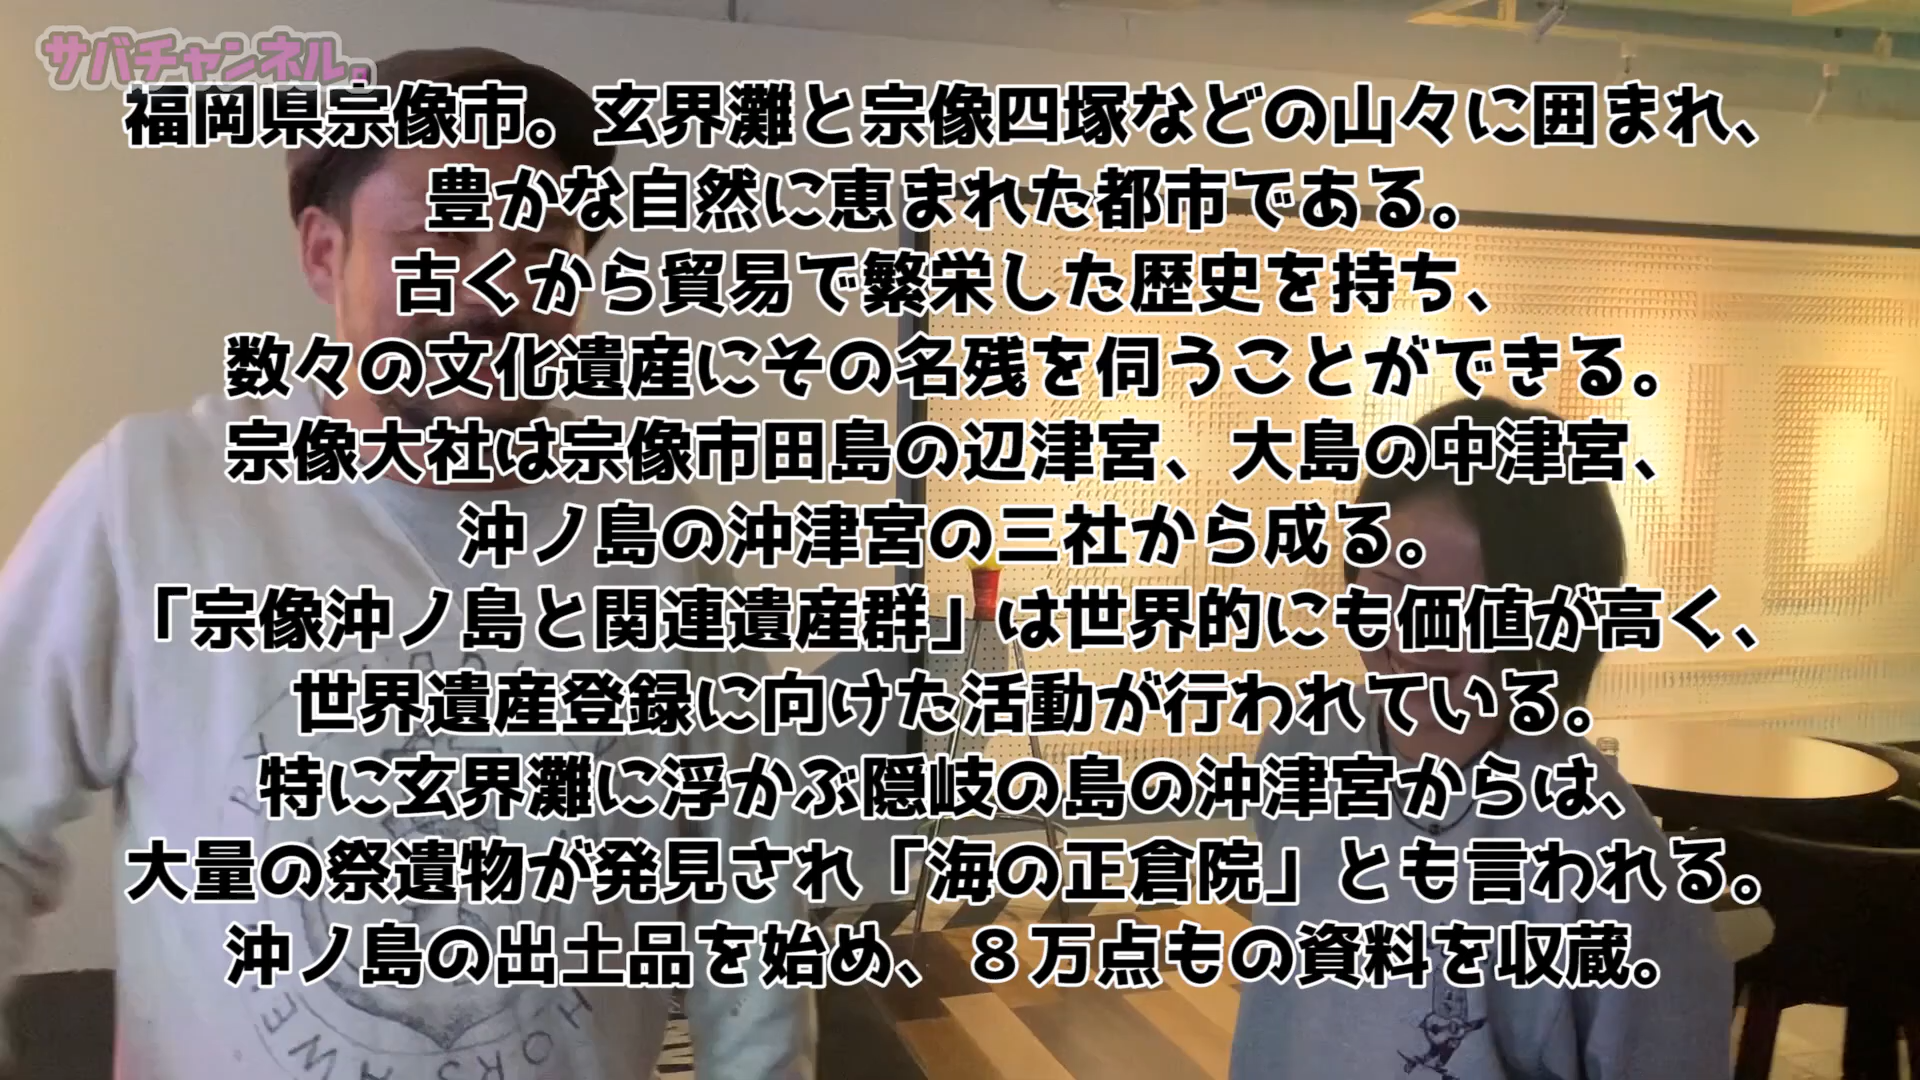 サバチャンネル。
福岡県宗像市。玄界灘と宗像四塚などの山々に囲まれ、
豊かな自然に恵まれた都市である。
古くから貿易で繁栄した歴史を持ち、
数々の文化遺産にその名残を伺うことができる。
宗像大社は宗像市田島の辺津宮、大島の中津宮、
沖ノ島の沖津宮の三社から成る。
「宗像沖ノ島と関連遺産群」は世界的にも価値が高く、
世界遺産登録に向けた活動が行われている。
特に玄界灘に浮かぶ隠岐の島の沖津宮からは、
大量の祭遺物が発見され「海の正倉院」とも言われる。
沖ノ島の出土品を始め、８万点もの資料を収蔵。